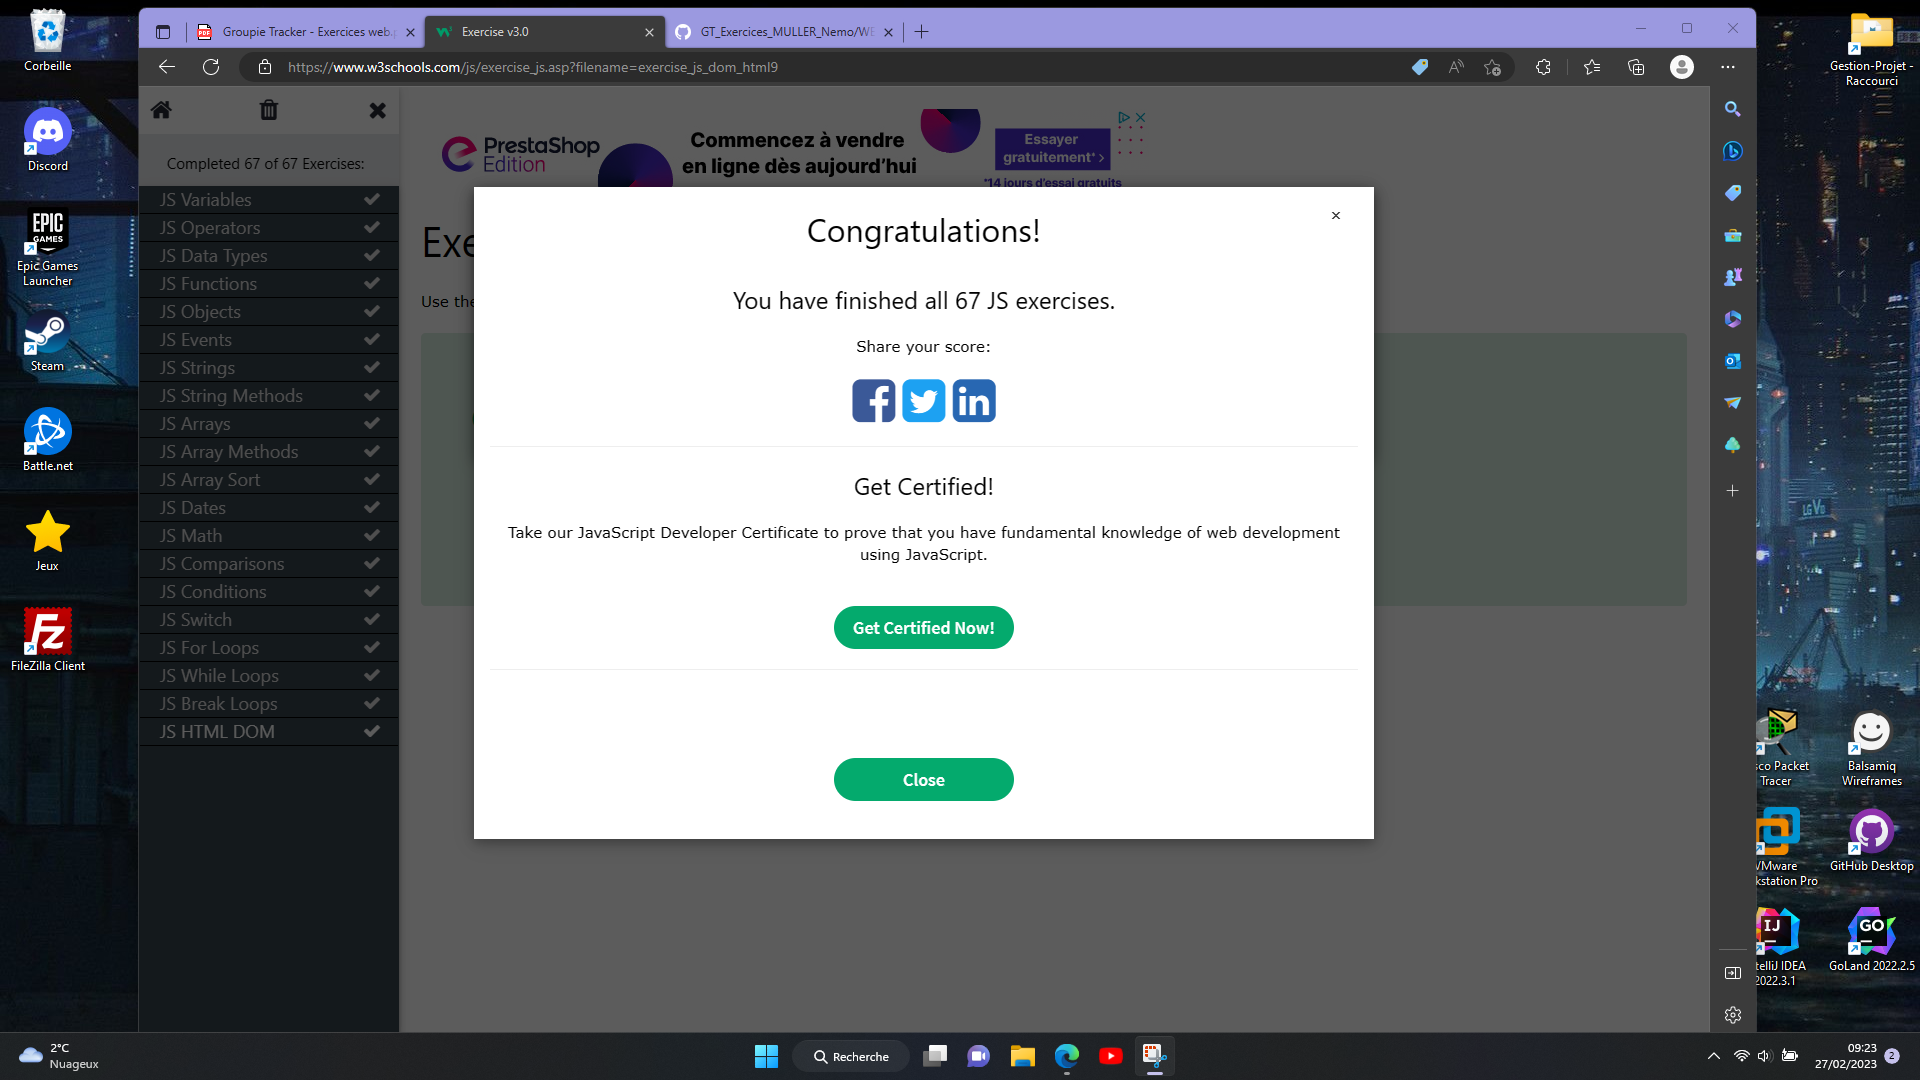 Corbeille
Discord
EPIC GAMES
Epic Games Launcher
Steam
Battle.net
Jeux
FileZilla Client
Groupie Tracker - Exercices web.p
Exercise v3.0
GT_Exercices_MULLER_Nemo/WE
https://www.w3schools.com/js/exercise_js.asp?filename=exercise_js_dom_html9
Completed 67 of 67 Exercises:
JS Variables
JS Operators
JS Data Types
JS Functions
JS Objects
JS Events
JS Strings
JS String Methods
JS Arrays
JS Array Methods
JS Array Sort
JS Dates
JS Math
JS Comparisons
JS Conditions
JS Switch
JS For Loops
JS While Loops
JS Break Loops
JS HTML DOM
PrestaShop
Edition
Commencez à vendre
en ligne dès aujourd'hui
Essayer
gratuitement* >
*14 jours d'essai gratuits
Exe
Use the
Congratulations!
×
You have finished all 67 JS exercises.
Share your score:
Get Certified!
Take our JavaScript Developer Certificate to prove that you have fundamental knowledge of web development
using JavaScript.
Get Certified Now!
Close
Gestion-Projet -
Raccourci
LG VO
sco Packet
Tracer
Balsamiq
Wireframes
VMware
kstation Pro
GitHub Desktop
IJ
telliJ IDEA
2022.3.1
GO
GoLand 2022.2.5
2°C
Nuageux
Recherche
09:23
27/02/2023
2